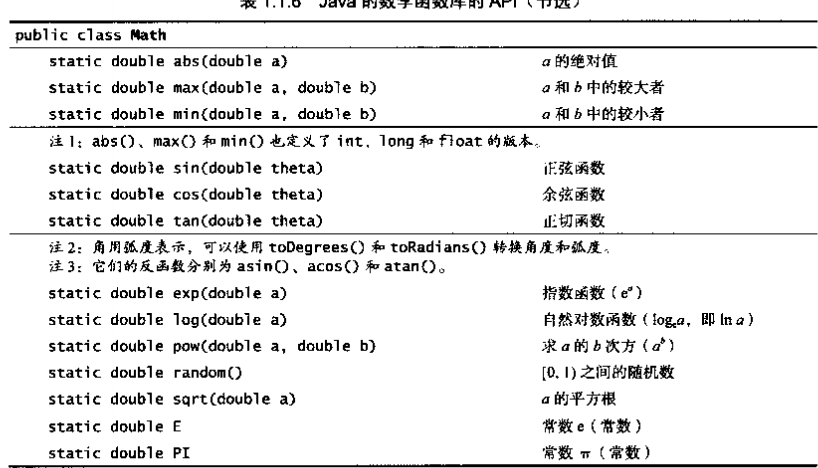 表 1.1.6 Java 的数学函数库的 API（节选）
public class Math
static double abs(double a) a 的绝对值
static double max(double a, double b) a 和 b 中的较大者
static double min(double a, double b) a 和 b 中的较小者
注 1：abs()、max() 和 min() 也定义了 int、long 和 float 的版本。
static double sin(double theta) 正弦函数
static double cos(double theta) 余弦函数
static double tan(double theta) 正切函数
注 2：角用弧度表示，可以使用 toDegrees() 和 toRadians() 转换角度和弧度。
注 3：它们的反函数分别为 asin()、acos() 和 atan()。
static double exp(double a) 指数函数（eᵃ）
static double log(double a) 自然对数函数（logₑa，即 ln a）
static double pow(double a, double b) 求 a 的 b 次方（aᵇ）
static double random() [0, 1) 之间的随机数
static double sqrt(double a) a 的平方根
static double E 常数 e（常数）
static double PI 常数 π（常数）